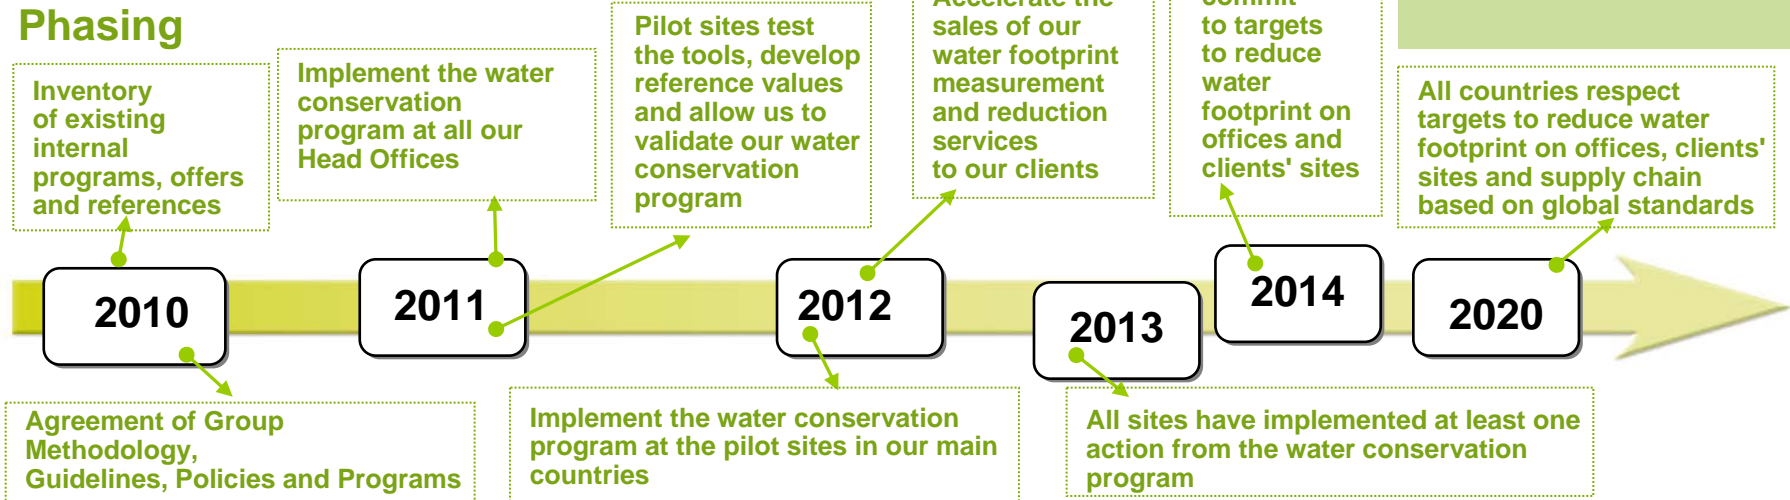 Phasing
Inventory
of existing
internal
programs, offers
and references
Implement the water
conservation
program at all our
Head Offices
Pilot sites test
the tools, develop
reference values
and allow us to
validate our water
conservation
program
Accelerate the
sales of our
water footprint
measurement
and reduction
services
to our clients
commit
to targets
to reduce
water
footprint on
offices and
clients' sites
All countries respect
targets to reduce water
footprint on offices, clients'
sites and supply chain
based on global standards
2010
2011
2012
2013
2014
2020
Agreement of Group
Methodology,
Guidelines, Policies and Programs
Implement the water conservation
program at the pilot sites in our main
countries
All sites have implemented at least one
action from the water conservation
program